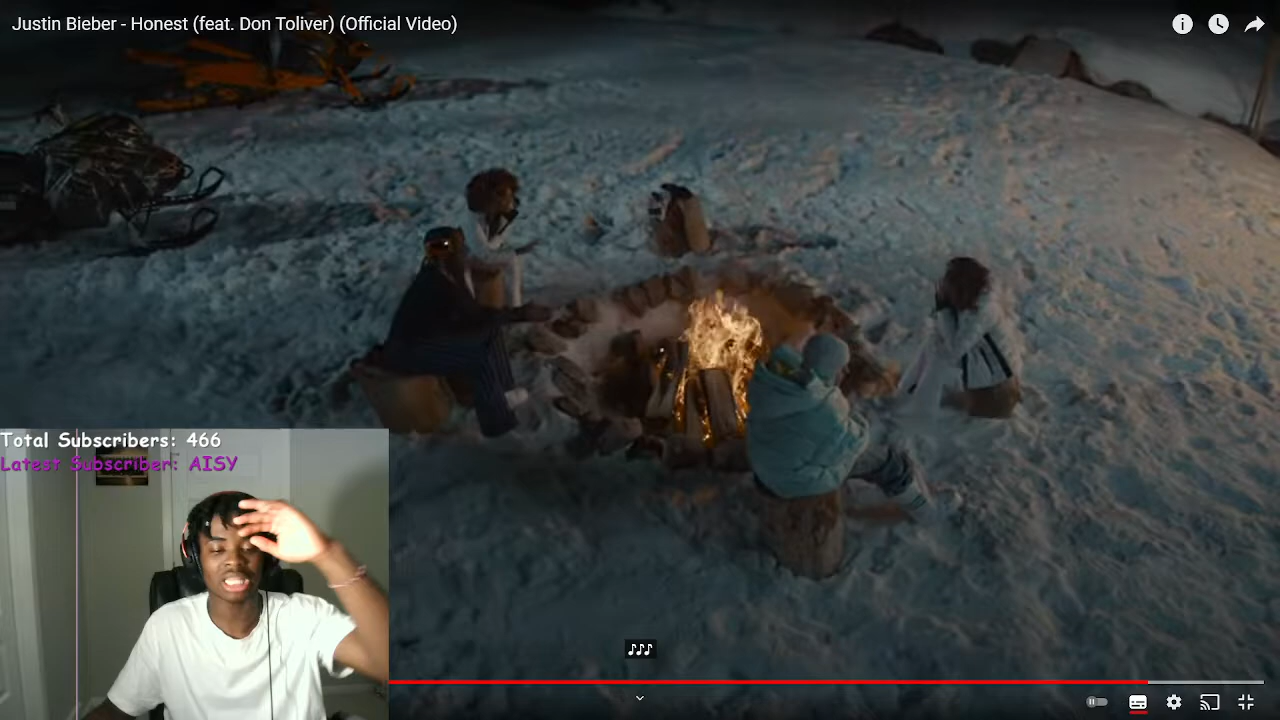 Justin Bieber - Honest (feat. Don Toliver) (Official Video)
Total Subscribers: 466
Latest Subscriber: AISY
♪♪♪